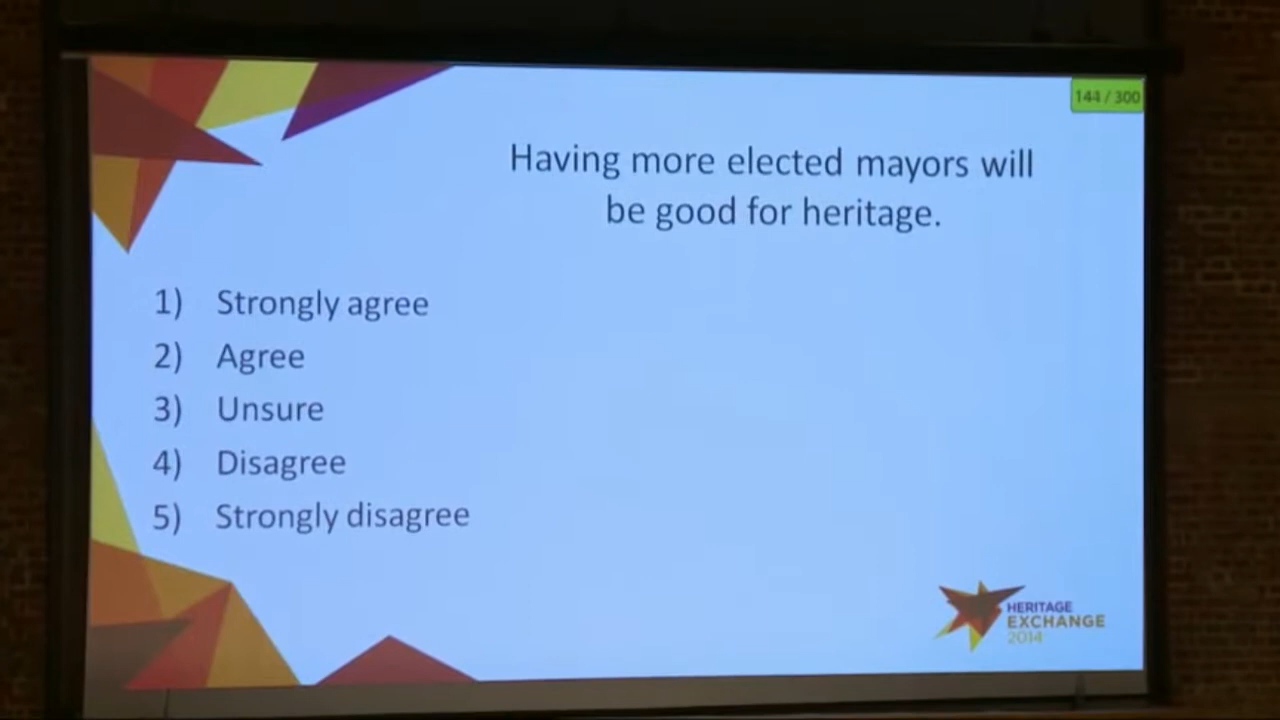 144 / 300
Having more elected mayors will
be good for heritage.
1) Strongly agree
2) Agree
3) Unsure
4) Disagree
5) Strongly disagree
HERITAGE
EXCHANGE
2014